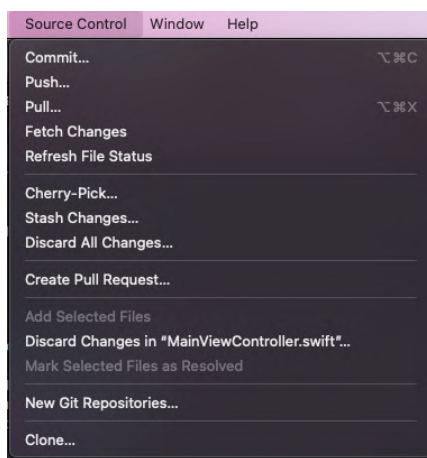 Source Control Window Help
Commit... ⌥⌘C
Push...
Pull... ⌥⌘X
Fetch Changes
Refresh File Status
Cherry-Pick...
Stash Changes...
Discard All Changes...
Create Pull Request...
Add Selected Files
Discard Changes in “MainViewController.swift”...
Mark Selected Files as Resolved
New Git Repositories...
Clone...